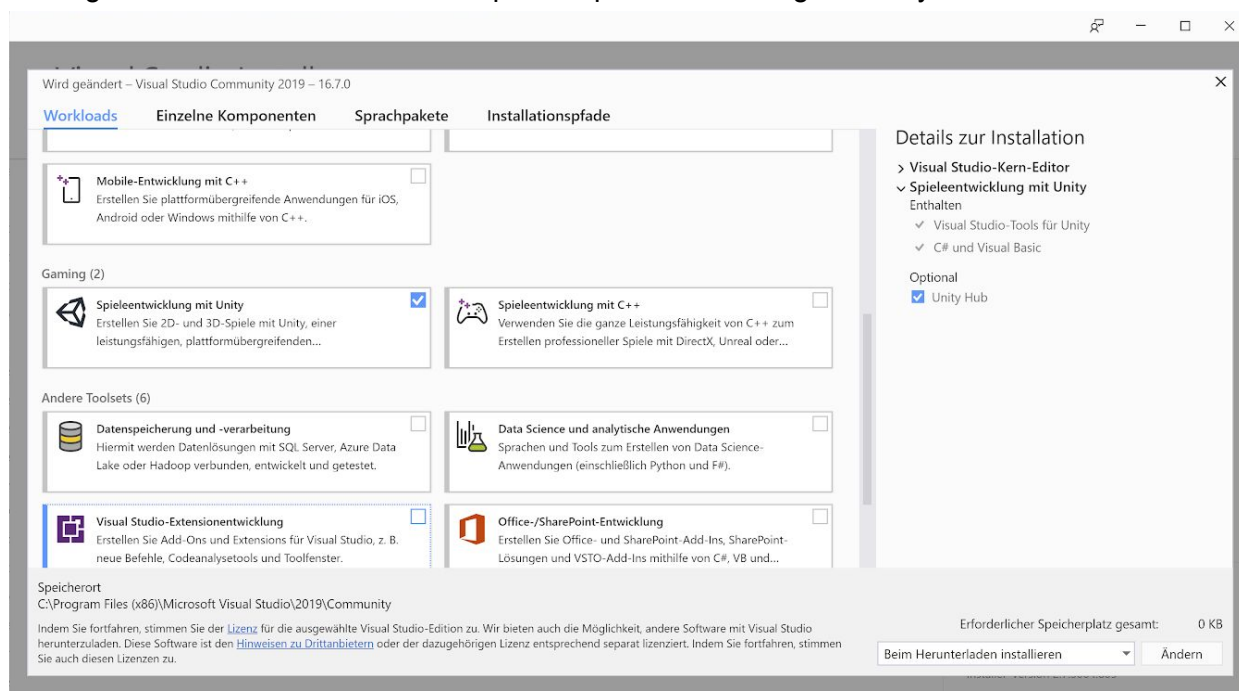 Wird geändert – Visual Studio Community 2019 – 16.7.0
Workloads
Einzelne Komponenten
Sprachpakete
Installationspfade
Mobile-Entwicklung mit C++
Erstellen Sie plattformübergreifende Anwendungen für iOS,
Android oder Windows mithilfe von C++.
Gaming (2)
Spieleentwicklung mit Unity
Erstellen Sie 2D- und 3D-Spiele mit Unity, einer
leistungsfähigen, plattformübergreifenden...
Spieleentwicklung mit C++
Verwenden Sie die ganze Leistungsfähigkeit von C++ zum
Erstellen professioneller Spiele mit DirectX, Unreal oder...
Andere Toolsets (6)
Datenspeicherung und -verarbeitung
Hiermit werden Datenlösungen mit SQL Server, Azure Data
Lake oder Hadoop verbunden, entwickelt und getestet.
Data Science und analytische Anwendungen
Sprachen und Tools zum Erstellen von Data Science-
Anwendungen (einschließlich Python und F#).
Visual Studio-Extensionentwicklung
Erstellen Sie Add-Ons und Extensions für Visual Studio, z. B.
neue Befehle, Codeanalysetools und Toolfenster.
Office-/SharePoint-Entwicklung
Erstellen Sie Office- und SharePoint-Add-Ins, SharePoint-
Lösungen und VSTO-Add-Ins mithilfe von C#, VB und...
Details zur Installation
Visual Studio-Kern-Editor
Spieleentwicklung mit Unity
Enthalten
Visual Studio-Tools für Unity
C# und Visual Basic
Optional
Unity Hub
Speicherort
C:\Program Files (x86)\Microsoft Visual Studio\2019\Community
Indem Sie fortfahren, stimmen Sie der Lizenz für die ausgewählte Visual Studio-Edition zu. Wir bieten auch die Möglichkeit, andere Software mit Visual Studio
herunterzuladen. Diese Software ist den Hinweisen zu Drittanbietern oder der dazugehörigen Lizenz entsprechend separat lizenziert. Indem Sie fortfahren, stimmen
Sie auch diesen Lizenzen zu.
Erforderlicher Speicherplatz gesamt: 0 KB
Beim Herunterladen installieren
Ändern